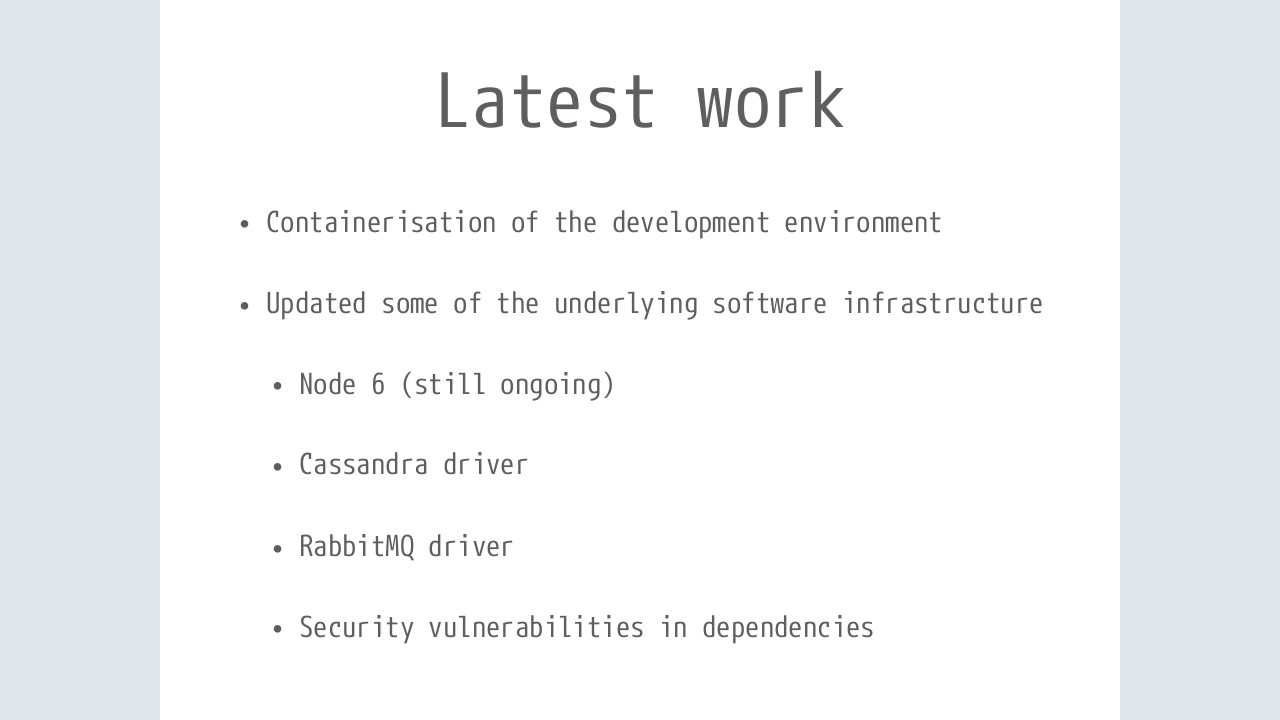 Latest work
• Containerisation of the development environment
• Updated some of the underlying software infrastructure
• Node 6 (still ongoing)
• Cassandra driver
• RabbitMQ driver
• Security vulnerabilities in dependencies